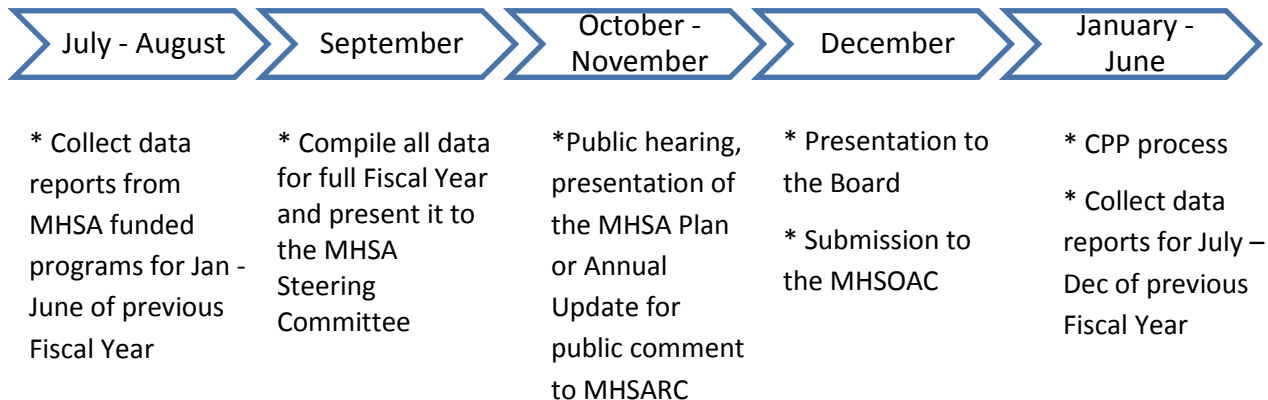 July - August
September
October -
November
December
January -
June
* Collect data
reports from
MHSA funded
programs for Jan -
June of previous
Fiscal Year
* Compile all data
for full Fiscal Year
and present it to
the MHSA
Steering
Committee
*Public hearing,
presentation of
the MHSA Plan
or Annual
Update for
public comment
to MHSARC
* Presentation to
the Board
* Submission to
the MHSOAC
* CPP process
* Collect data
reports for July –
Dec of previous
Fiscal Year